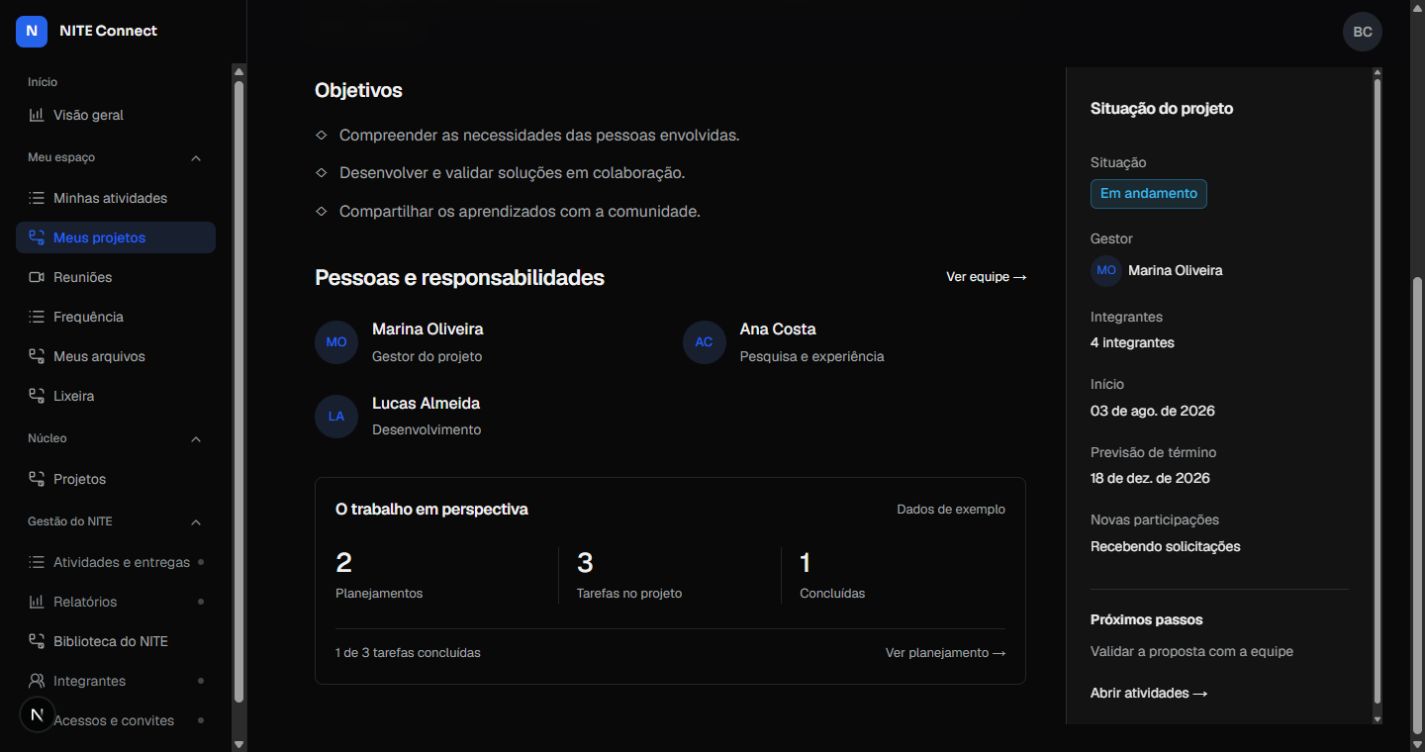 N NITE Connect
BC
Início
Visão geral
Meu espaço
Minhas atividades
Meus projetos
Reuniões
Frequência
Meus arquivos
Lixeira
Núcleo
Projetos
Gestão do NITE
Atividades e entregas
Relatórios
Biblioteca do NITE
Integrantes
N
Acessos e convites
Objetivos
Compreender as necessidades das pessoas envolvidas.
Desenvolver e validar soluções em colaboração.
Compartilhar os aprendizados com a comunidade.
Pessoas e responsabilidades
Ver equipe →
MO
Marina Oliveira
Gestor do projeto
AC
Ana Costa
Pesquisa e experiência
LA
Lucas Almeida
Desenvolvimento
O trabalho em perspectiva
Dados de exemplo
2
Planejamentos
3
Tarefas no projeto
1
Concluídas
1 de 3 tarefas concluídas
Ver planejamento →
Situação do projeto
Situação
Em andamento
Gestor
MO Marina Oliveira
Integrantes
4 integrantes
Início
03 de ago. de 2026
Previsão de término
18 de dez. de 2026
Novas participações
Recebendo solicitações
Próximos passos
Validar a proposta com a equipe
Abrir atividades →